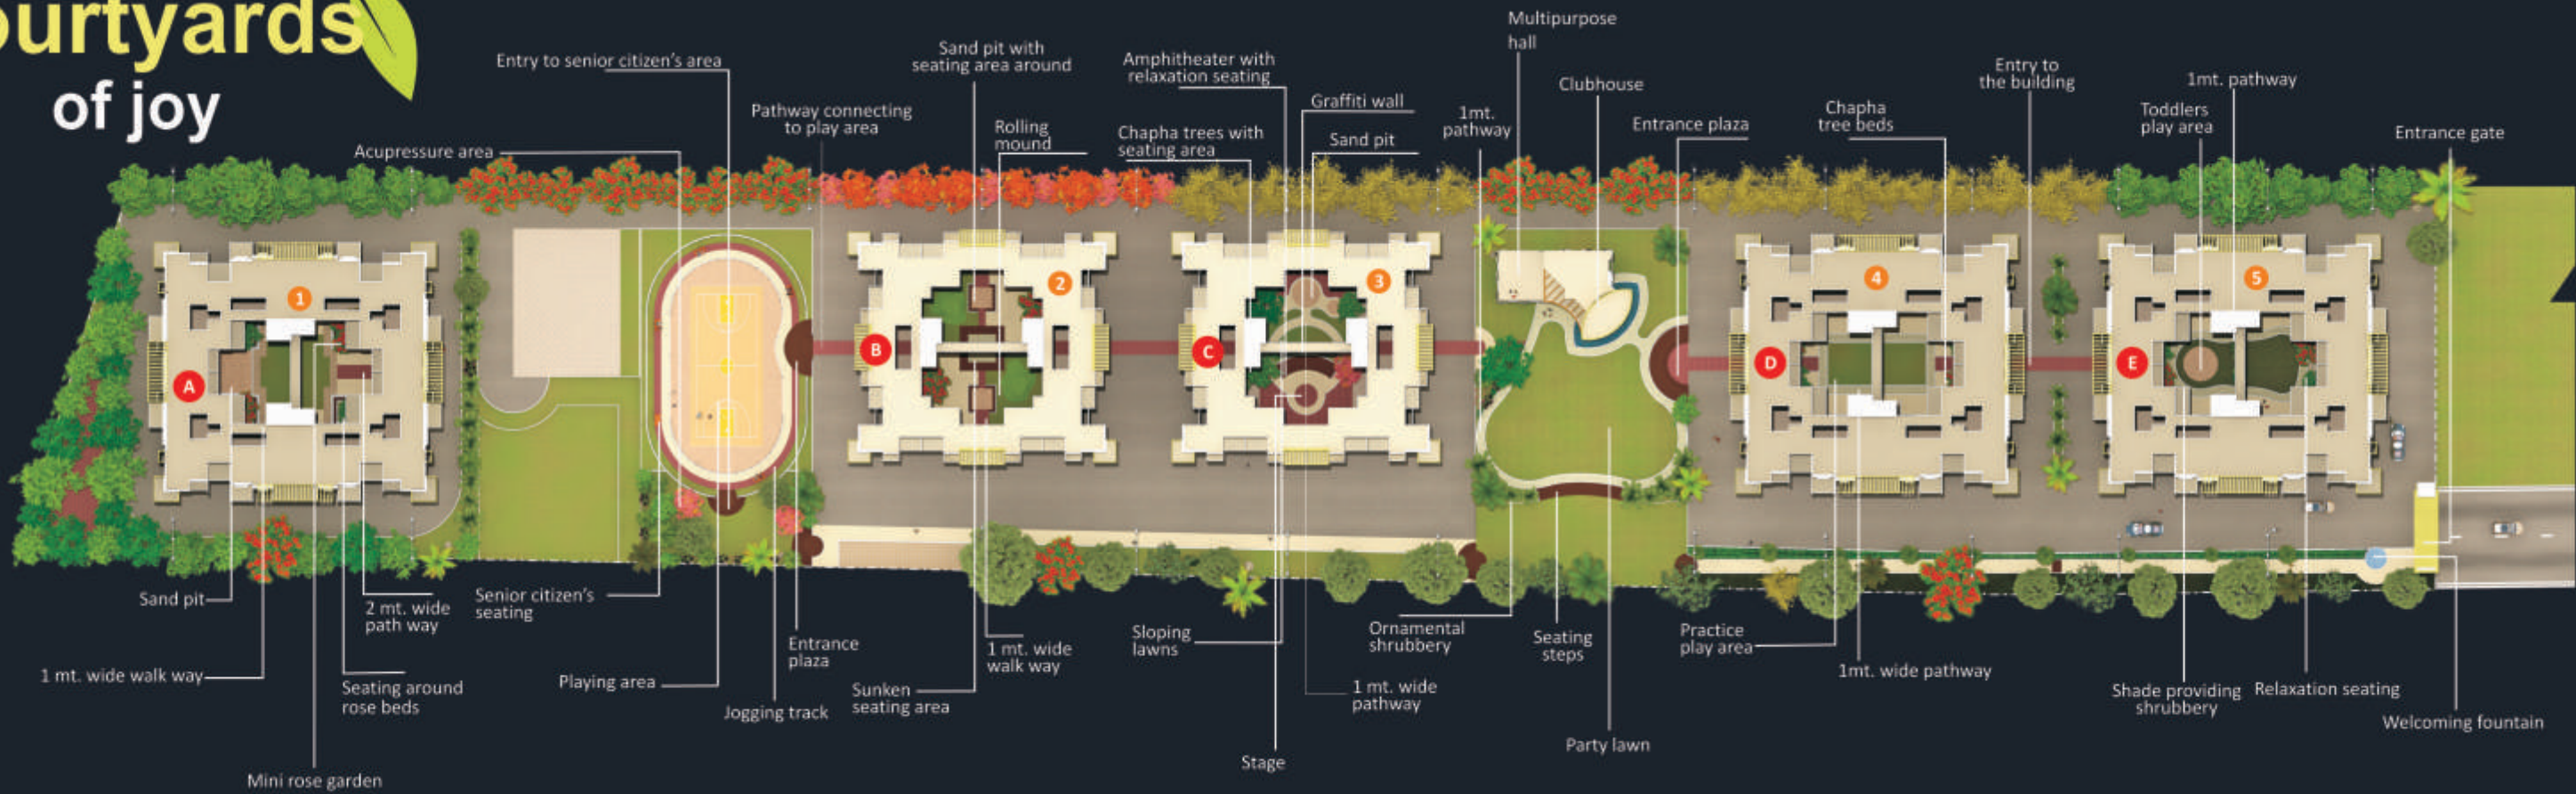 ourtyards
of joy
Multipurpose
hall
Entry to senior citizen's area
Sand pit with
seating area around
Amphitheater with
relaxation seating
Clubhouse
Entry to
the building
1mt. pathway
Pathway connecting
to play area
Rolling
mound
Graffiti wall
1mt.
pathway
Chapha
tree beds
Toddlers
play area
Acupressure area
Chapha trees with
seating area
Sand pit
Entrance plaza
Entrance gate
1
2
3
4
5
A
B
C
D
E
Sand pit
2 mt. wide
path way
Senior citizen's
seating
Entrance
plaza
1 mt. wide
walk way
Sloping
lawns
Ornamental
shrubbery
Seating
steps
Practice
play area
1mt. wide pathway
1 mt. wide walk way
Seating around
rose beds
Playing area
Jogging track
Sunken
seating area
1 mt. wide
pathway
Shade providing
shrubbery
Relaxation seating
Welcoming fountain
Mini rose garden
Stage
Party lawn